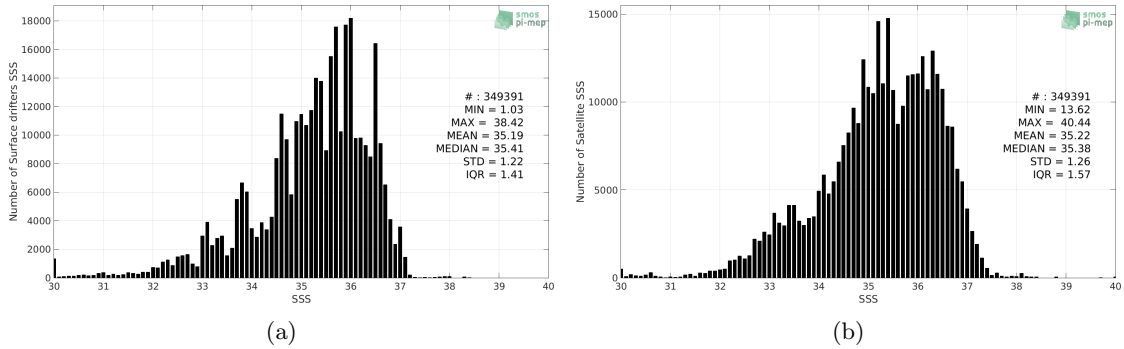 smos
pi-mep
Number of Surface drifters SSS
18000
16000
14000
12000
10000
8000
6000
4000
2000
0
# : 349391
MIN = 1.03
MAX = 38.42
MEAN = 35.19
MEDIAN = 35.41
STD = 1.22
IQR = 1.41
30 31 32 33 34 35 36 37 38 39 40
SSS
(a)
smos
pi-mep
Number of Satellite SSS
15000
10000
5000
0
# : 349391
MIN = 13.62
MAX = 40.44
MEAN = 35.22
MEDIAN = 35.38
STD = 1.26
IQR = 1.57
30 31 32 33 34 35 36 37 38 39 40
SSS
(b)